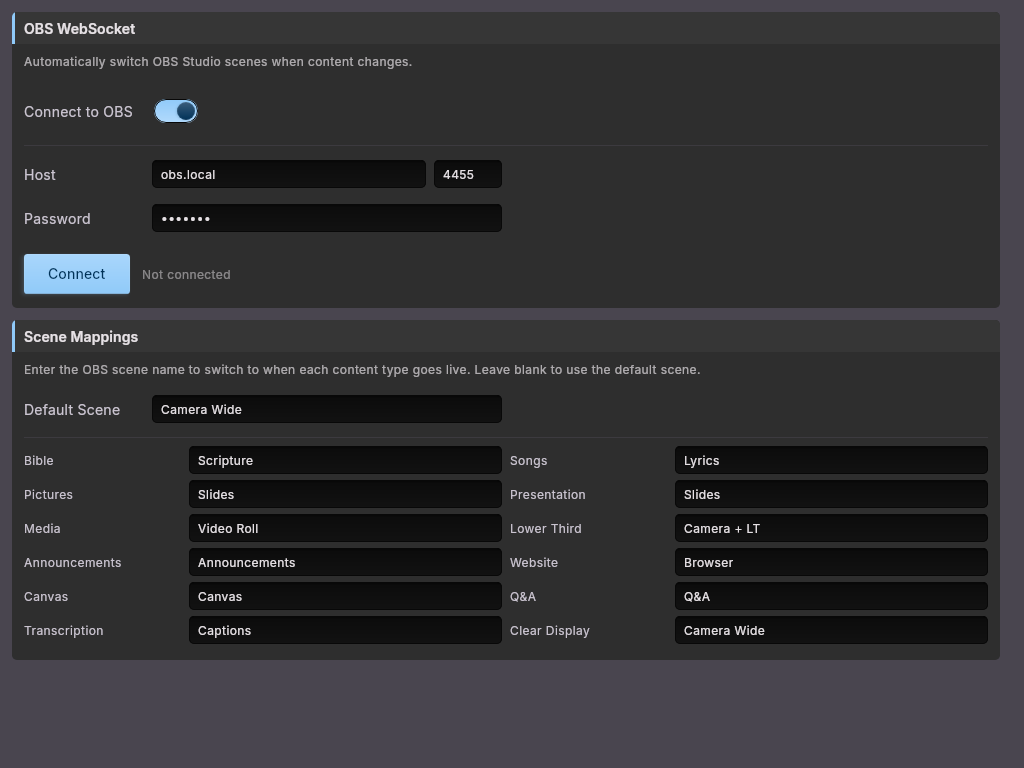 OBS WebSocket
Automatically switch OBS Studio scenes when content changes.
Connect to OBS
Host obs.local 4455
Password •••••••
Connect Not connected
Scene Mappings
Enter the OBS scene name to switch to when each content type goes live. Leave blank to use the default scene.
Default Scene Camera Wide
Bible Scripture Songs Lyrics
Pictures Slides Presentation Slides
Media Video Roll Lower Third Camera + LT
Announcements Announcements Website Browser
Canvas Canvas Q&A Q&A
Transcription Captions Clear Display Camera Wide